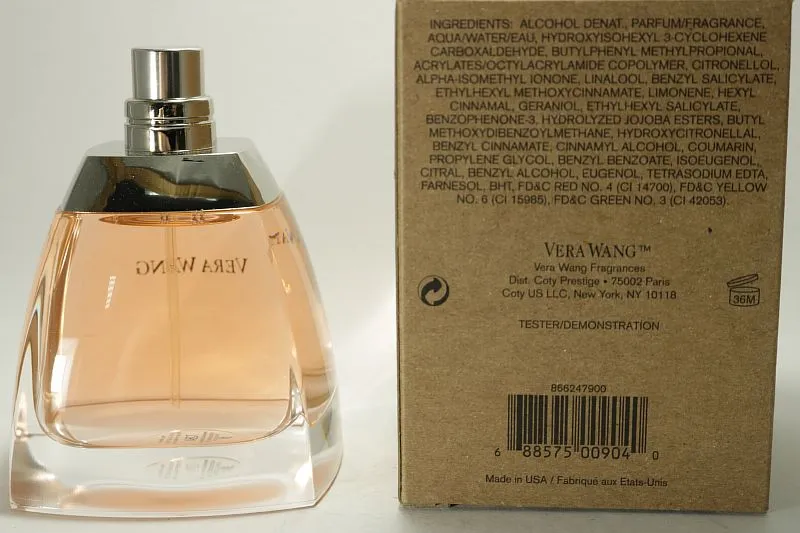 VERA WANG
INGREDIENTS: ALCOHOL DENAT., PARFUM/FRAGRANCE,
AQUA/WATER/EAU, HYDROXYISOHEXYL 3-CYCLOHEXENE
CARBOXALDEHYDE, BUTYLPHENYL METHYLPROPIONAL,
ACRYLATES/OCTYLACRYLAMIDE COPOLYMER, CITRONELLOL,
ALPHA-ISOMETHYL IONONE, LINALOOL, BENZYL SALICYLATE,
ETHYLHEXYL METHOXYCINNAMATE, LIMONENE, HEXYL
CINNAMAL, GERANIOL, ETHYLHEXYL SALICYLATE,
BENZOPHENONE-3, HYDROLYZED JOJOBA ESTERS, BUTYL
METHOXYDIBENZOYLMETHANE, HYDROXYCITRONELLAL,
BENZYL CINNAMATE, CINNAMYL ALCOHOL, COUMARIN,
PROPYLENE GLYCOL, BENZYL BENZOATE, ISOEUGENOL,
CITRAL, BENZYL ALCOHOL, EUGENOL, TETRASODIUM EDTA,
FARNESOL, BHT, FD&C RED NO. 4 (CI 14700), FD&C YELLOW
NO. 6 (CI 15985), FD&C GREEN NO. 3 (CI 42053).
VERA WANG™
Vera Wang Fragrances
Dist. Coty Prestige • 75002 Paris
Coty US LLC, New York, NY 10118
36M
TESTER/DEMONSTRATION
866247900
6 88575 00904 0
Made in USA / Fabriqué aux Etats-Unis